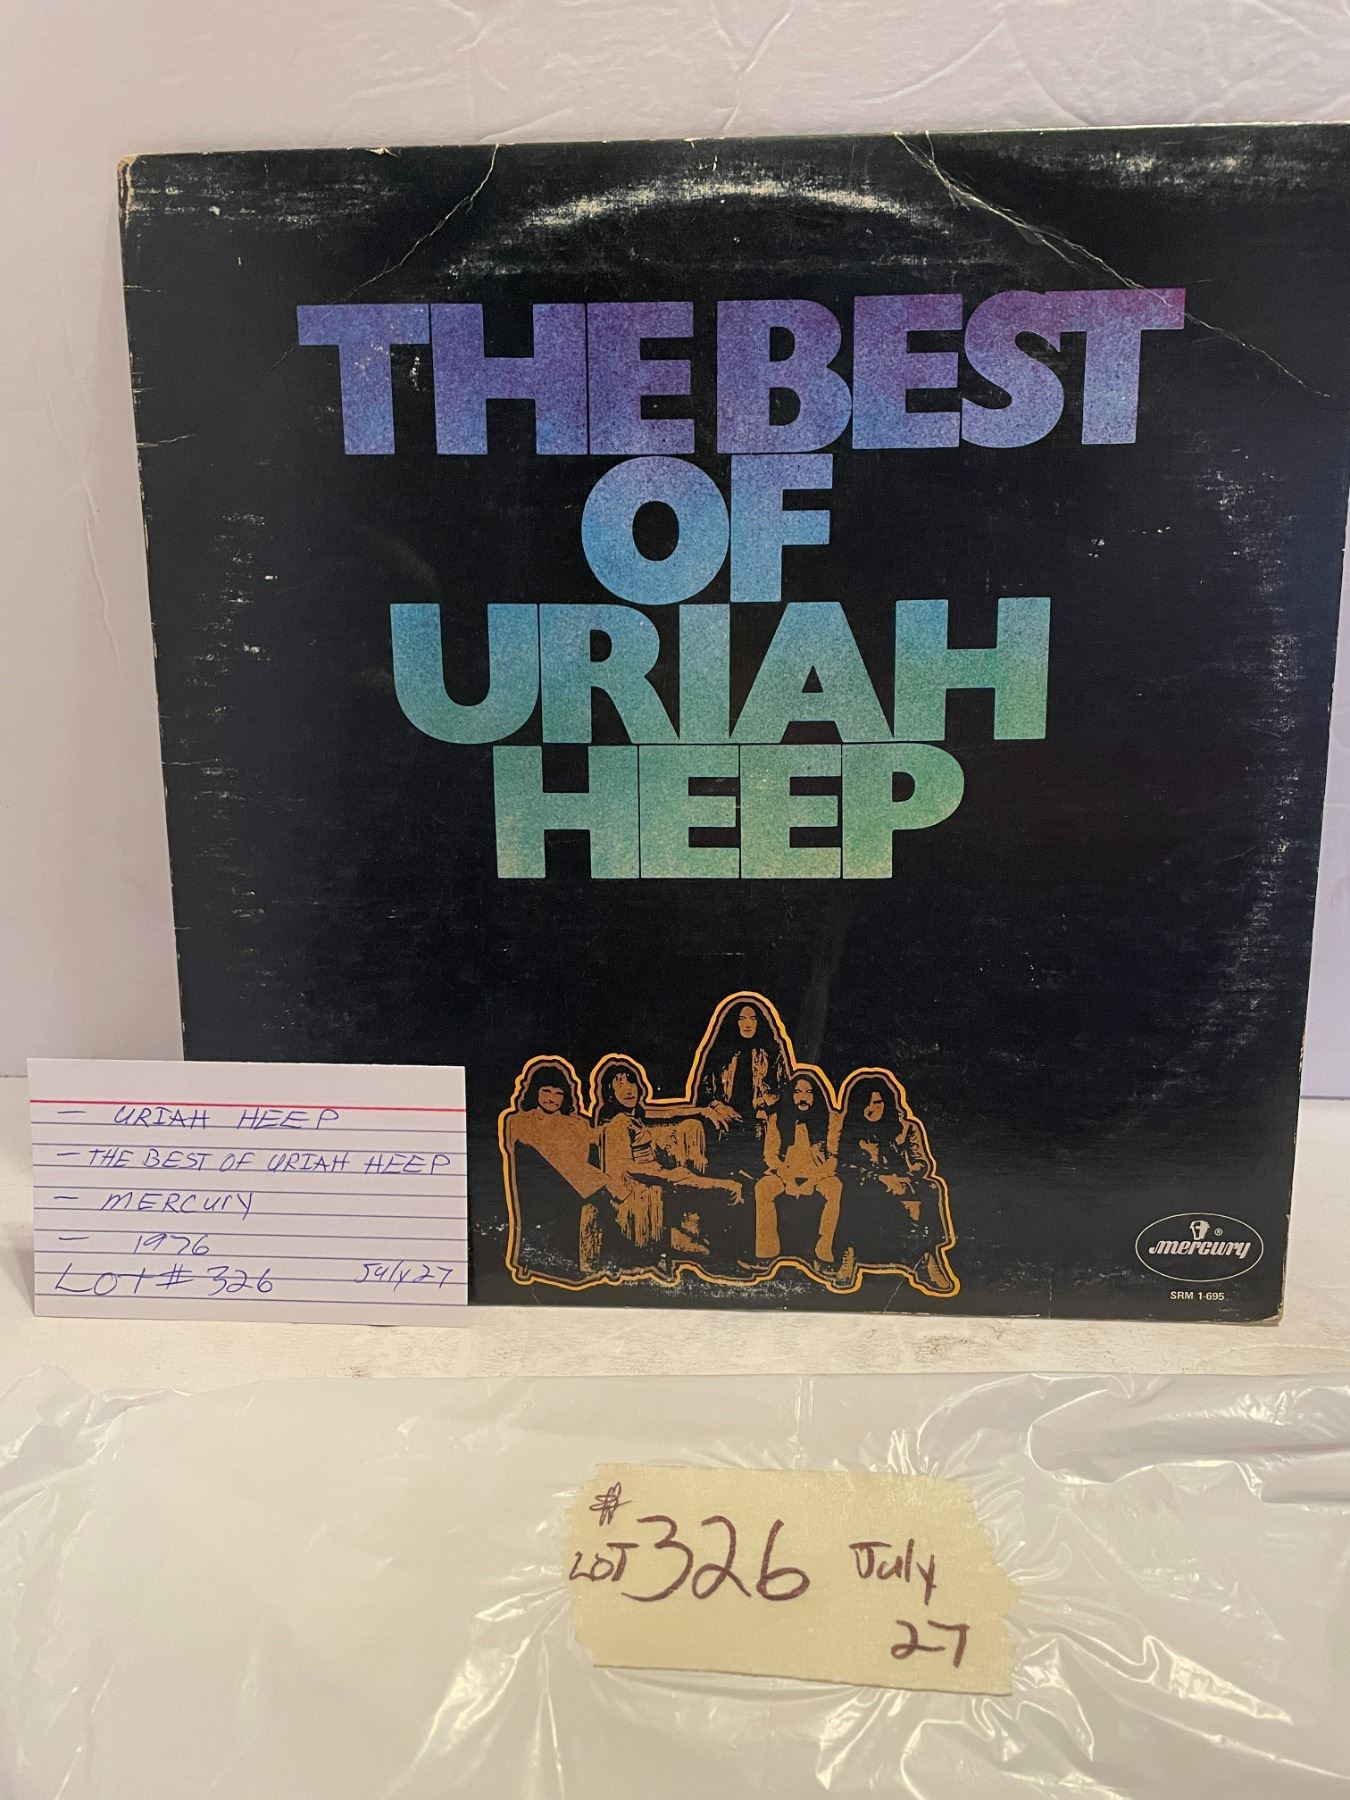 THE BEST
OF
URIAH
HEEP
®
mercury
SRM 1-695
- URIAH HEEP
- THE BEST OF URIAH HEEP
- MERCURY
- 1976
LOT # 326 July 27
#
LOT 326 July
27